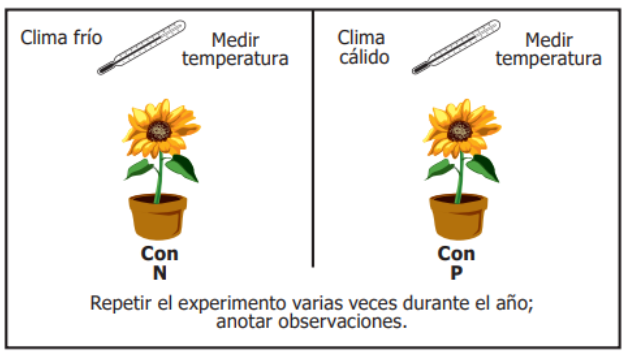 Clima frío
Medir
temperatura
Con
N
Clima
cálido
Medir
temperatura
Con
P
Repetir el experimento varias veces durante el año;
anotar observaciones.